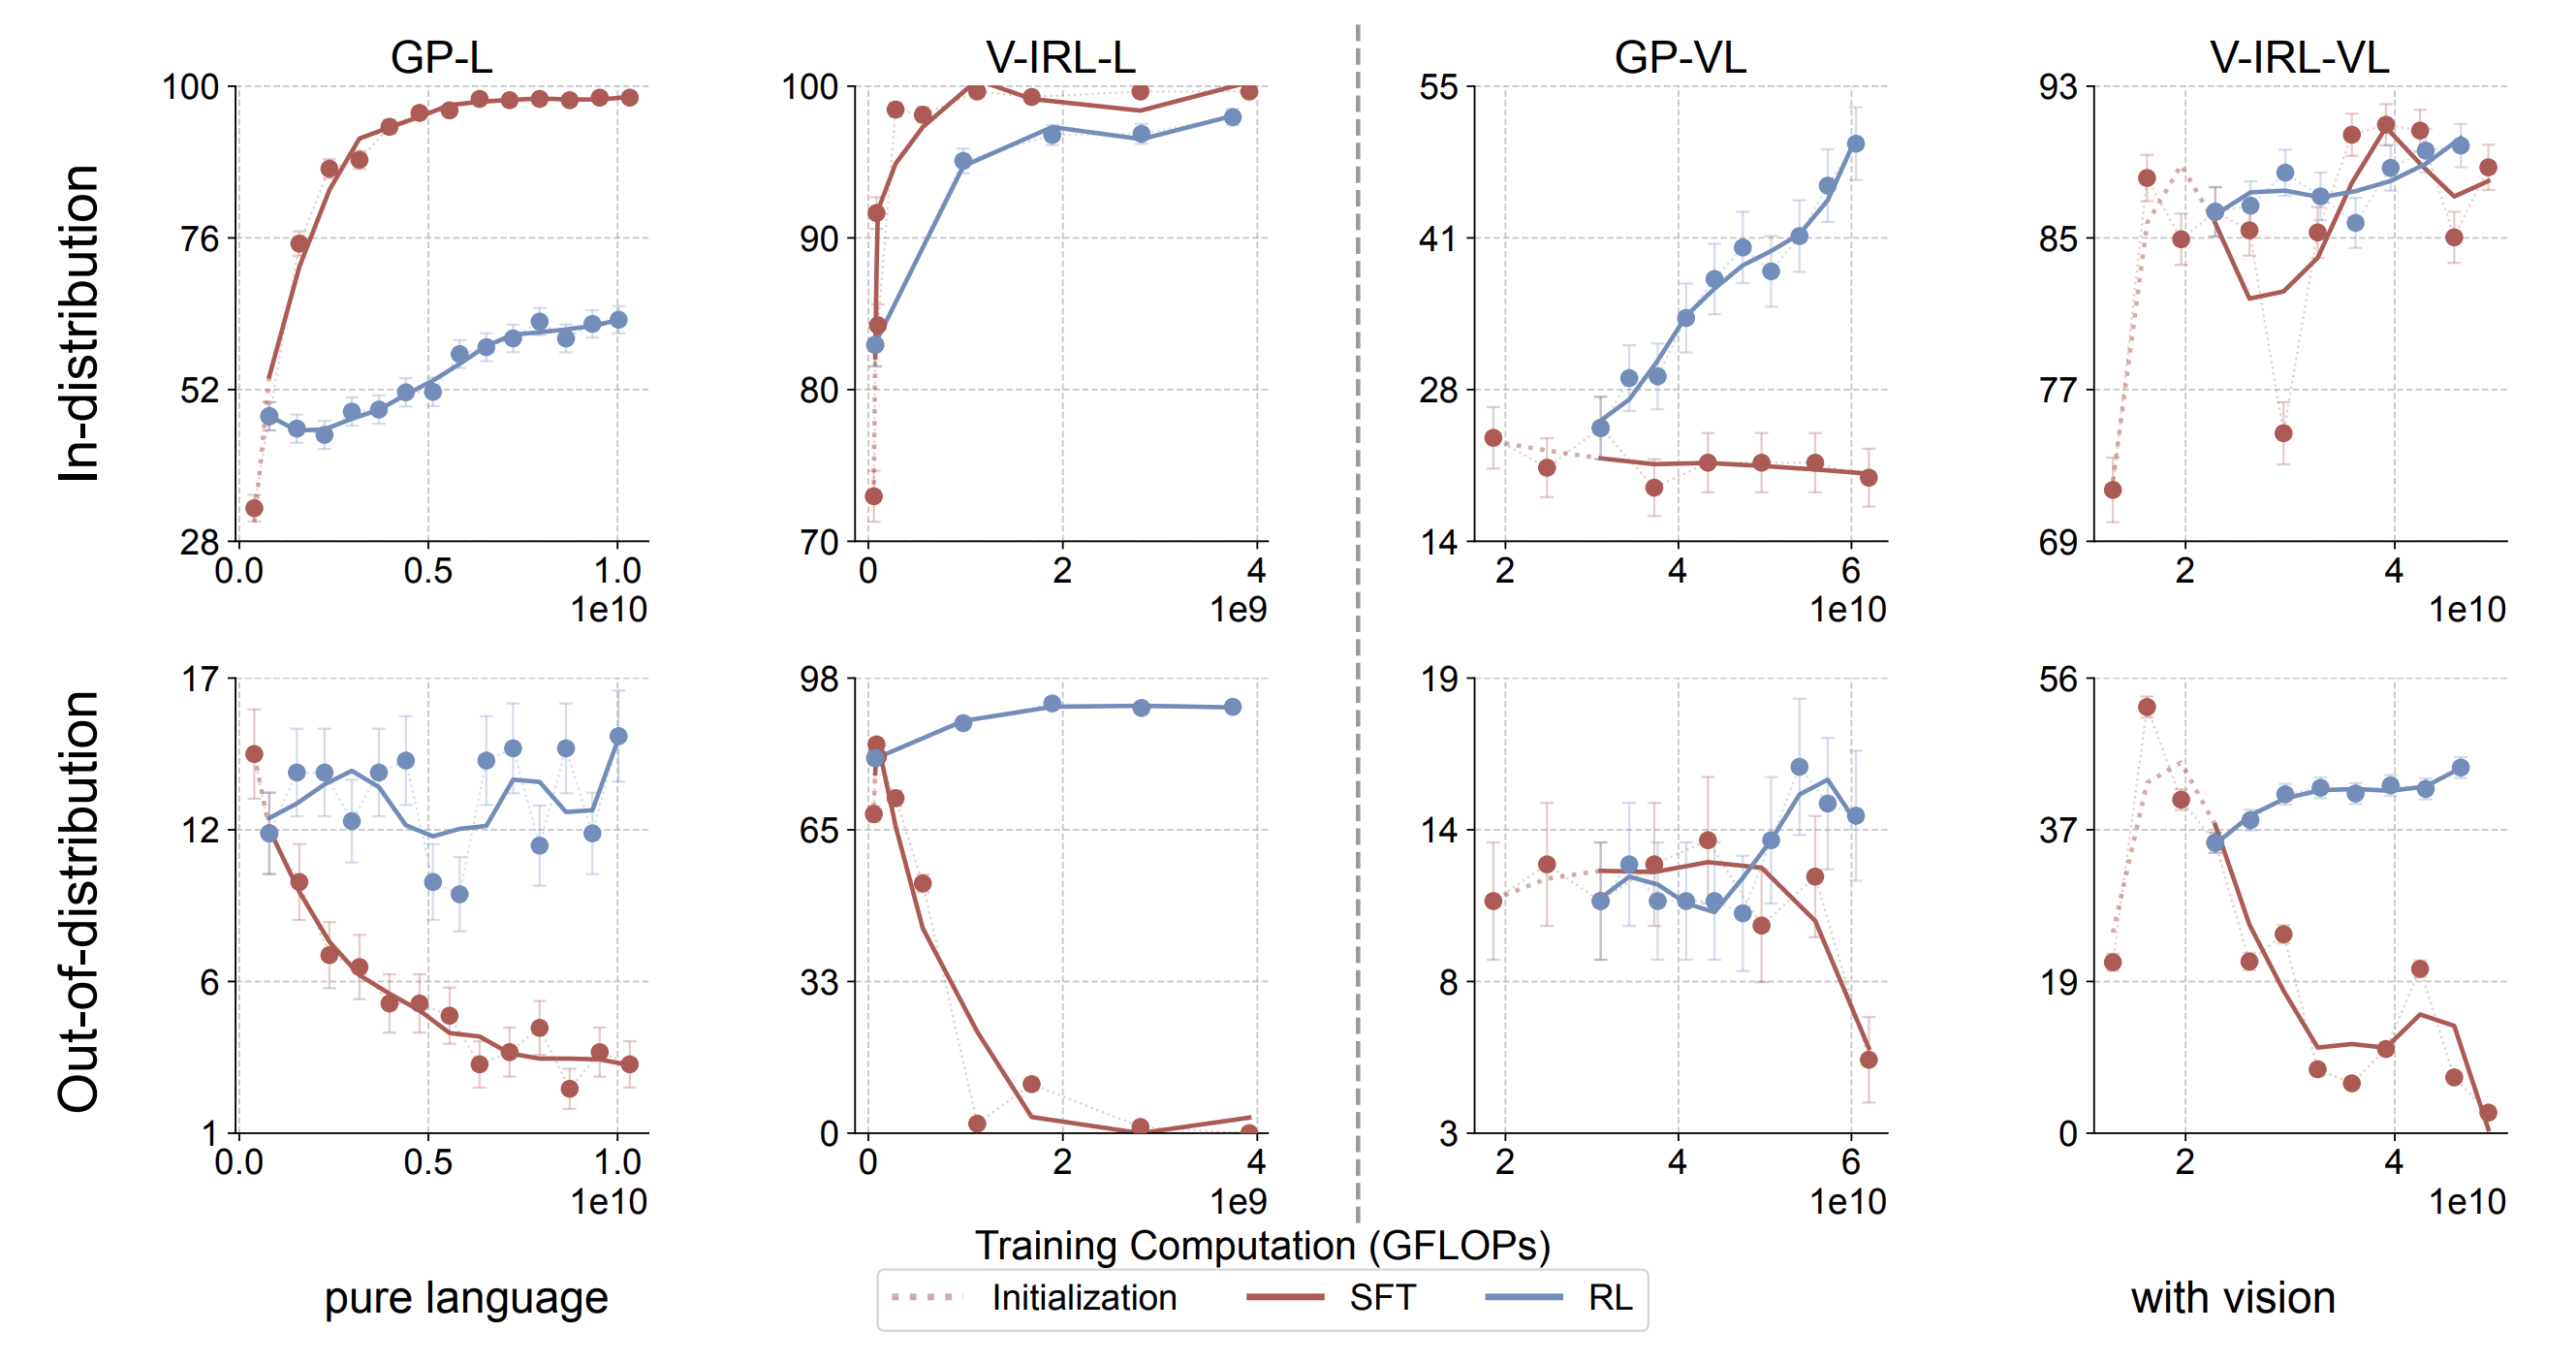 GP-L
V-IRL-L
GP-VL
V-IRL-VL
In-distribution
100
76
52
28
0.0 0.5 1.0
1e10
100
90
80
70
0 2 4
1e9
55
41
28
14
2 4 6
1e10
93
85
77
69
2 4
1e10
Out-of-distribution
17
12
6
1
0.0 0.5 1.0
1e10
98
65
33
0
0 2 4
1e9
19
14
8
3
2 4 6
1e10
56
37
19
0
2 4
1e10
Training Computation (GFLOPs)
pure language
Initialization SFT RL
with vision